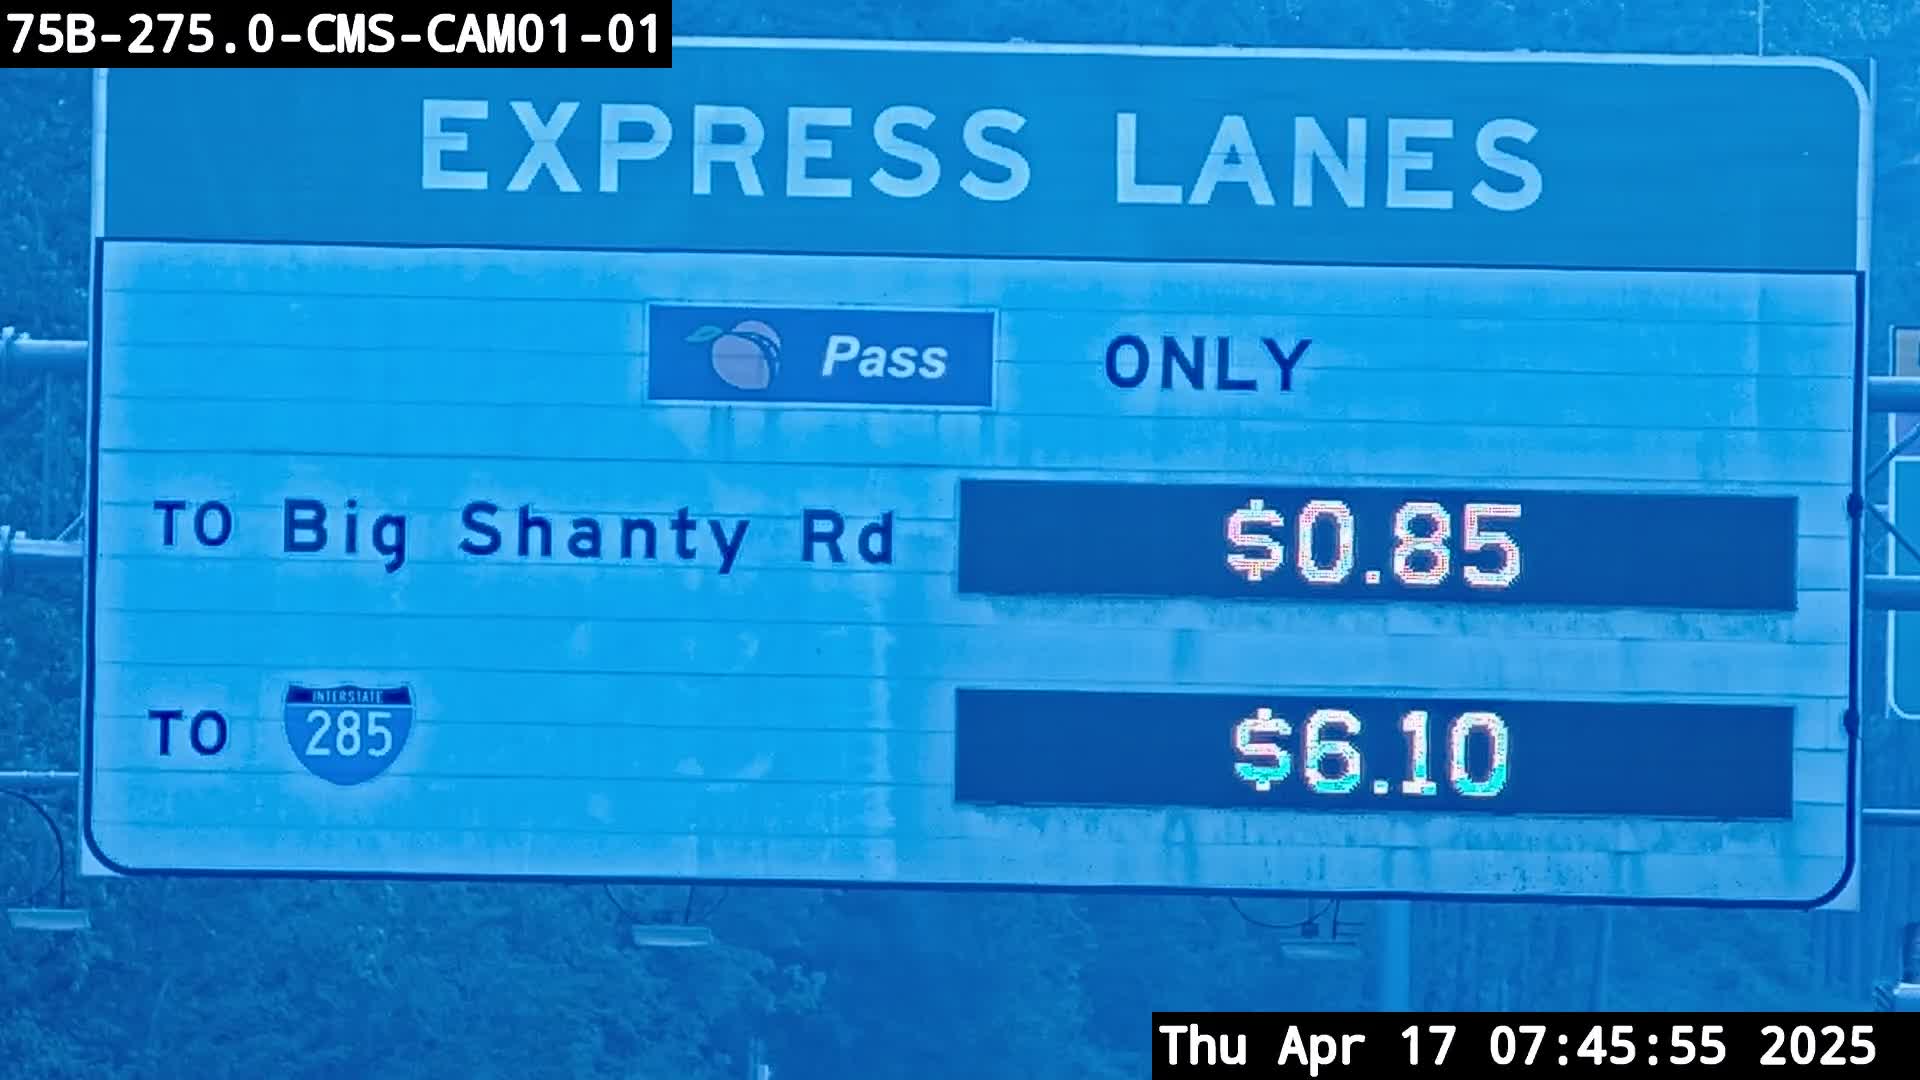 75B-275.0-CMS-CAM01-01
EXPRESS LANES
Pass ONLY
TO Big Shanty Rd $0.85
INTERSTATE
TO 285 $6.10
Thu Apr 17 07:45:55 2025